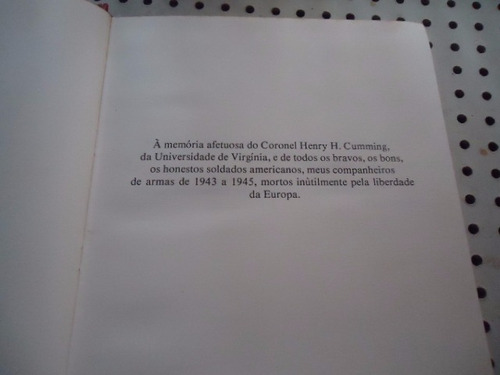 À memória afetuosa do Coronel Henry H. Cumming,
da Universidade de Virgínia, e de todos os bravos, os bons,
os honestos soldados americanos, meus companheiros
de armas de 1943 a 1945, mortos inùtilmente pela liberdade
da Europa.